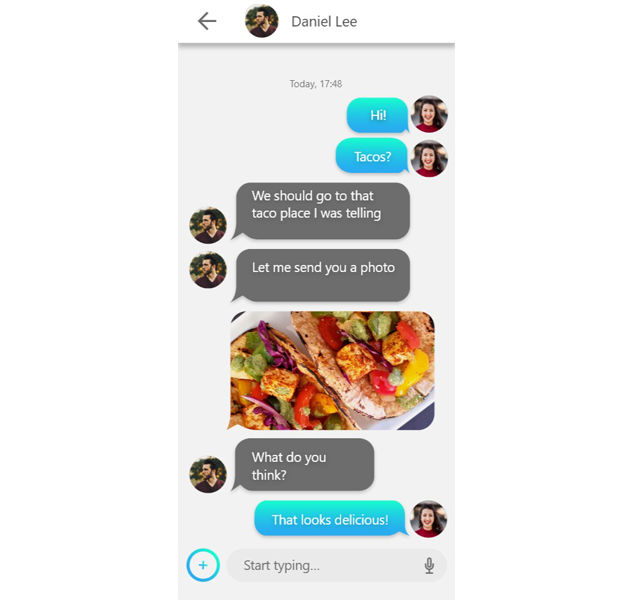 Daniel Lee
Today, 17:48
Hi!
Tacos?
We should go to that
taco place I was telling
Let me send you a photo
What do you
think?
That looks delicious!
+
Start typing...